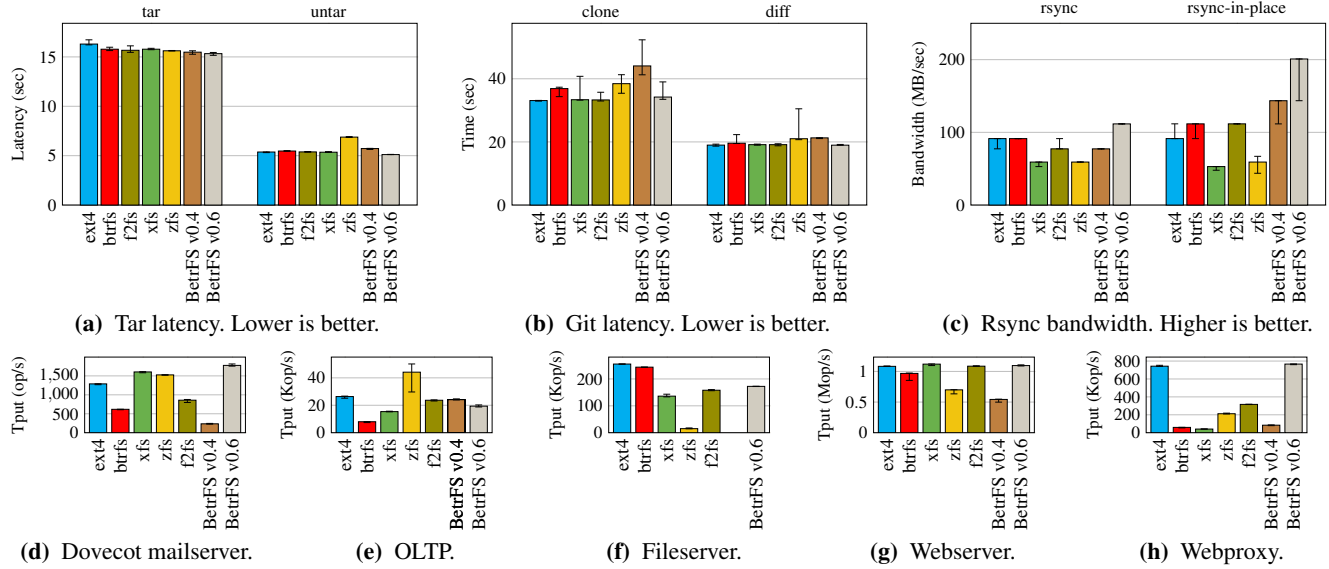 tar untar
Latency (sec)
15
10
5
0
ext4 btrfs f2fs xfs zfs BetrFS v0.4 BetrFS v0.6 ext4 btrfs f2fs xfs zfs BetrFS v0.4 BetrFS v0.6
(a) Tar latency. Lower is better.
clone diff
Time (sec)
40
20
0
ext4 btrfs xfs f2fs zfs BetrFS v0.4 BetrFS v0.6 ext4 btrfs xfs f2fs zfs BetrFS v0.4 BetrFS v0.6
(b) Git latency. Lower is better.
rsync rsync-in-place
Bandwidth (MB/sec)
200
100
0
ext4 btrfs xfs f2fs zfs BetrFS v0.4 BetrFS v0.6 ext4 btrfs xfs f2fs zfs BetrFS v0.4 BetrFS v0.6
(c) Rsync bandwidth. Higher is better.
Tput (op/s)
1,500
1,000
500
0
ext4 btrfs xfs zfs f2fs BetrFS v0.4 BetrFS v0.6
(d) Dovecot mailserver.
Tput (Kop/s)
40
20
0
ext4 btrfs xfs zfs f2fs BetrFS v0.4 BetrFS v0.6
(e) OLTP.
Tput (Kop/s)
200
100
0
ext4 btrfs xfs zfs f2fs BetrFS v0.6
(f) Fileserver.
Tput (Mop/s)
1
0.5
0
ext4 btrfs xfs zfs f2fs BetrFS v0.4 BetrFS v0.6
(g) Webserver.
Tput (Kop/s)
800
600
400
200
0
ext4 btrfs xfs zfs f2fs BetrFS v0.4 BetrFS v0.6
(h) Webproxy.